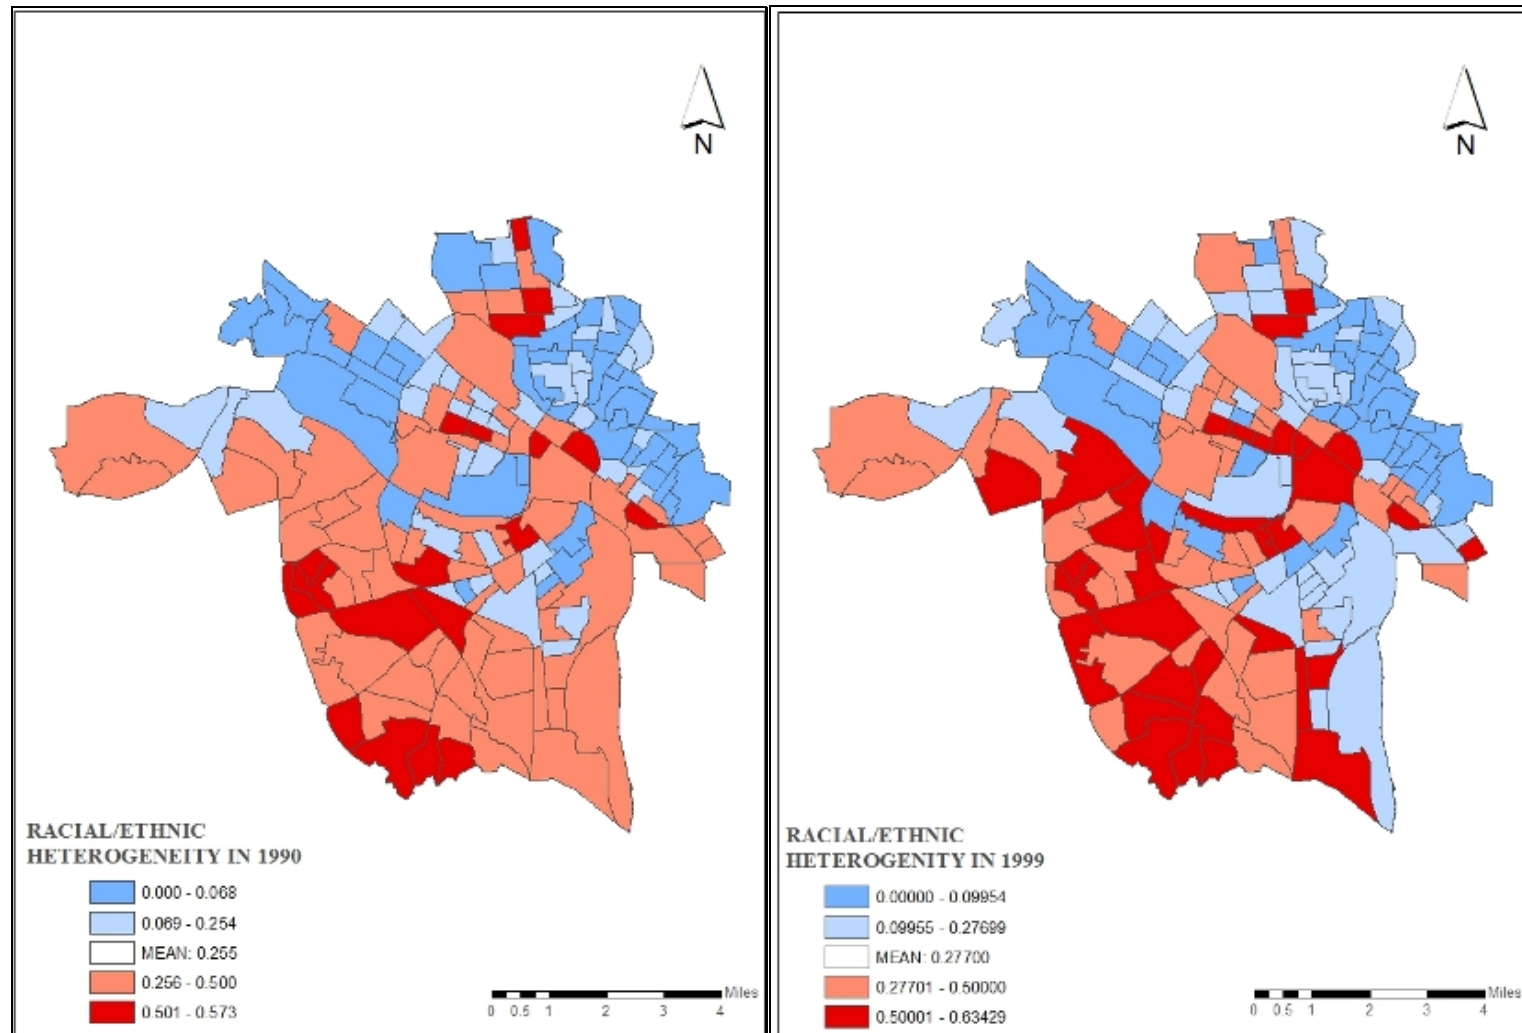 N
RACIAL/ETHNIC
HETEROGENEITY IN 1990
0.000 - 0.068
0.069 - 0.254
MEAN: 0.255
0.256 - 0.500
0.501 - 0.573
Miles
0 0.5 1 2 3 4
N
RACIAL/ETHNIC
HETEROGENITY IN 1999
0.00000 - 0.09954
0.09955 - 0.27699
MEAN: 0.27700
0.27701 - 0.50000
0.50001 - 0.63429
Miles
0 0.5 1 2 3 4